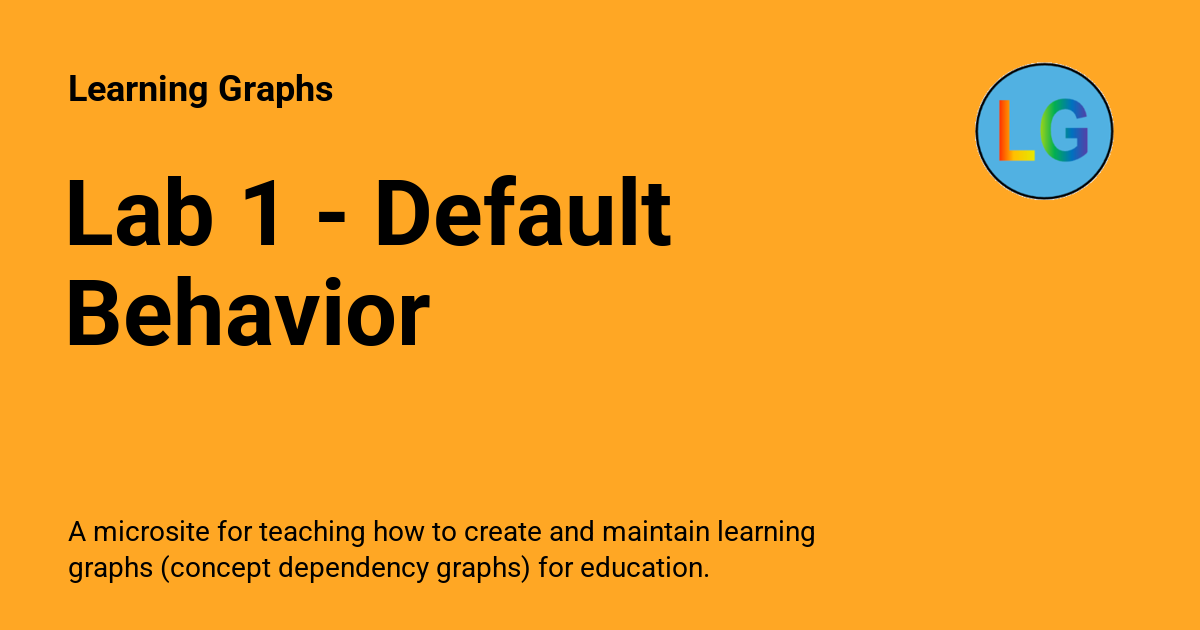 Learning Graphs
LG
Lab 1 - Default
Behavior
A microsite for teaching how to create and maintain learning
graphs (concept dependency graphs) for education.